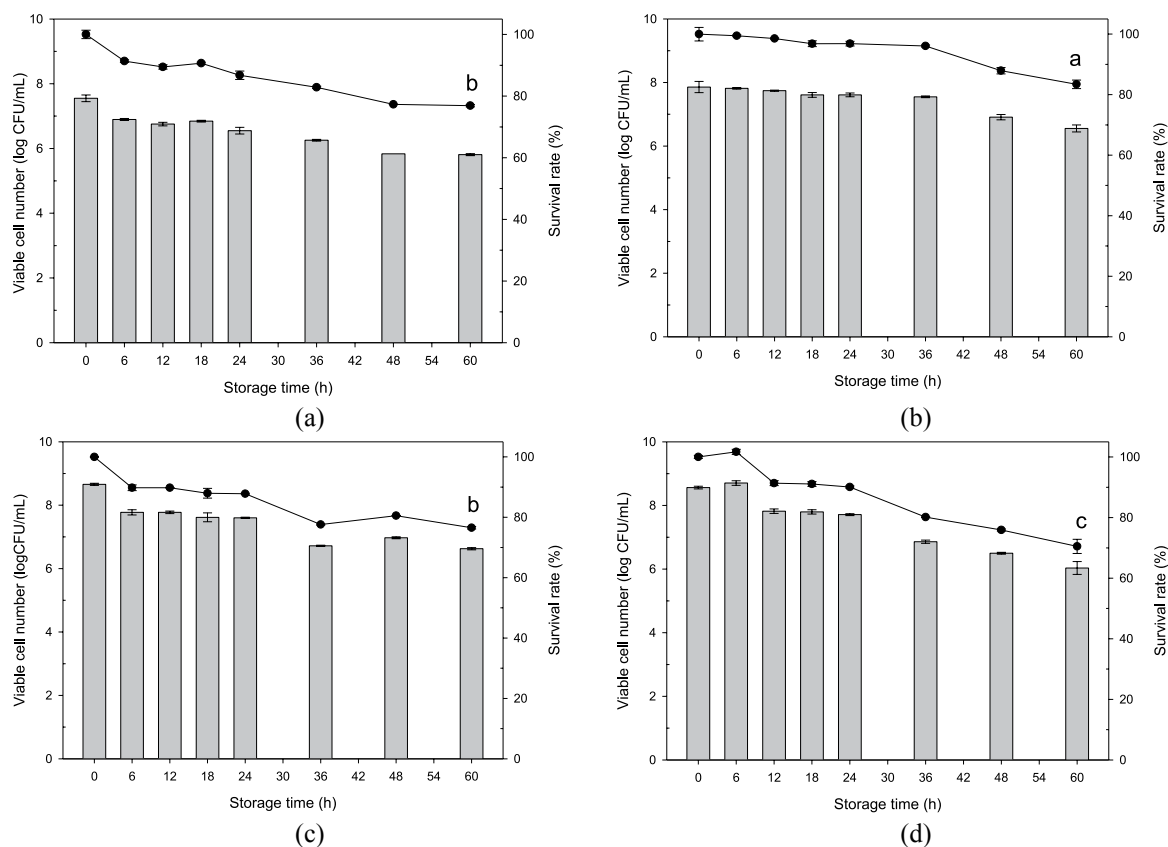 10
8
6
4
2
0
Viable cell number (log CFU/mL)
100
80
60
40
20
0
Survival rate (%)
b
0 6 12 18 24 30 36 42 48 54 60
Storage time (h)
(a)
10
8
6
4
2
0
Viable cell number (log CFU/mL)
100
80
60
40
20
0
Survival rate (%)
a
0 6 12 18 24 30 36 42 48 54 60
Storage time (h)
(b)
10
8
6
4
2
0
Viable cell number (logCFU/mL)
100
80
60
40
20
0
Survival rate (%)
b
0 6 12 18 24 30 36 42 48 54 60
Storage time (h)
(c)
10
8
6
4
2
0
Viable cell number (log CFU/mL)
100
80
60
40
20
0
Survival rate (%)
c
0 6 12 18 24 30 36 42 48 54 60
Storage time (h)
(d)